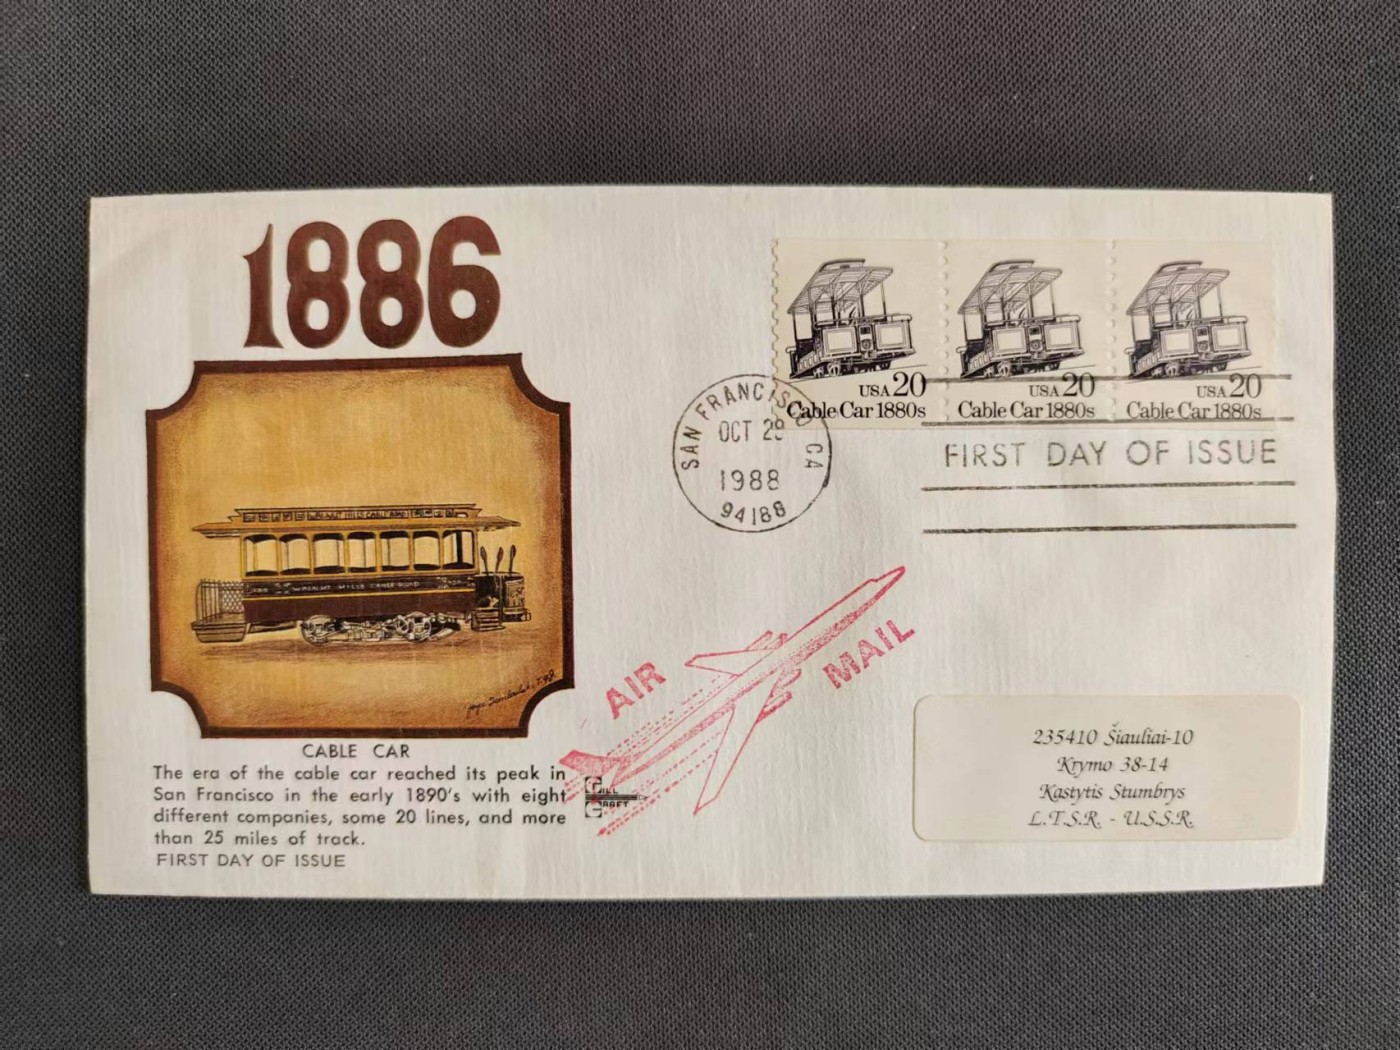 1886
USA 20
Cable Car 1880s
USA 20
Cable Car 1880s
USA 20
Cable Car 1880s
SAN FRANCISCO CA
OCT 28
1988
94188
FIRST DAY OF ISSUE
AIR MAIL
CABLE CAR
The era of the cable car reached its peak in
San Francisco in the early 1890's with eight
different companies, some 20 lines, and more
than 25 miles of track.
FIRST DAY OF ISSUE
GILL
CRAFT
235410 Šiauliai-10
Krymo 38-14
Kastytis Stumbrys
L.T.S.R. - U.S.S.R.